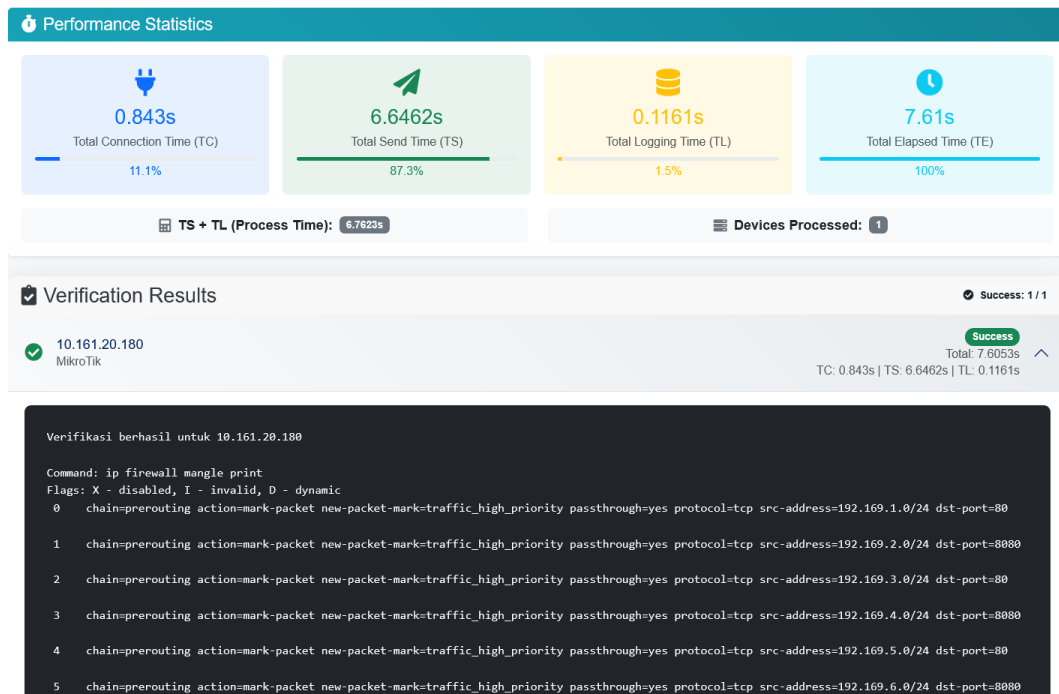 Performance Statistics
0.843s
Total Connection Time (TC)
11.1%
6.6462s
Total Send Time (TS)
87.3%
0.1161s
Total Logging Time (TL)
1.5%
7.61s
Total Elapsed Time (TE)
100%
TS + TL (Process Time): 6.7623s
Devices Processed: 1
Verification Results
Success: 1 / 1
10.161.20.180
MikroTik
Success
Total: 7.6053s
TC: 0.843s | TS: 6.6462s | TL: 0.1161s
Verifikasi berhasil untuk 10.161.20.180
Command: ip firewall mangle print
Flags: X - disabled, I - invalid, D - dynamic
0 chain=prerouting action=mark-packet new-packet-mark=traffic_high_priority passthrough=yes protocol=tcp src-address=192.169.1.0/24 dst-port=80
1 chain=prerouting action=mark-packet new-packet-mark=traffic_high_priority passthrough=yes protocol=tcp src-address=192.169.2.0/24 dst-port=8080
2 chain=prerouting action=mark-packet new-packet-mark=traffic_high_priority passthrough=yes protocol=tcp src-address=192.169.3.0/24 dst-port=80
3 chain=prerouting action=mark-packet new-packet-mark=traffic_high_priority passthrough=yes protocol=tcp src-address=192.169.4.0/24 dst-port=8080
4 chain=prerouting action=mark-packet new-packet-mark=traffic_high_priority passthrough=yes protocol=tcp src-address=192.169.5.0/24 dst-port=80
5 chain=prerouting action=mark-packet new-packet-mark=traffic_high_priority passthrough=yes protocol=tcp src-address=192.169.6.0/24 dst-port=8080